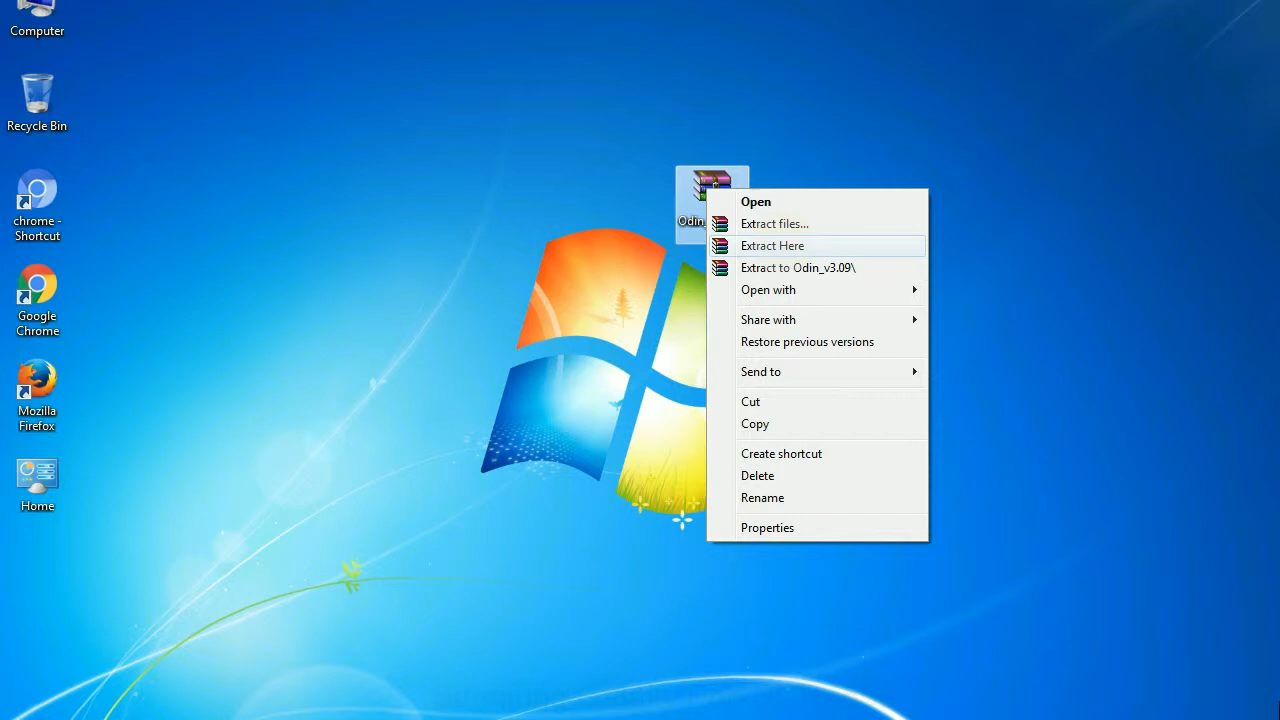 Computer
Recycle Bin
chrome -
Shortcut
Google
Chrome
Mozilla
Firefox
Home
Odin_
Open
Extract files...
Extract Here
Extract to Odin_v3.09\
Open with
Share with
Restore previous versions
Send to
Cut
Copy
Create shortcut
Delete
Rename
Properties